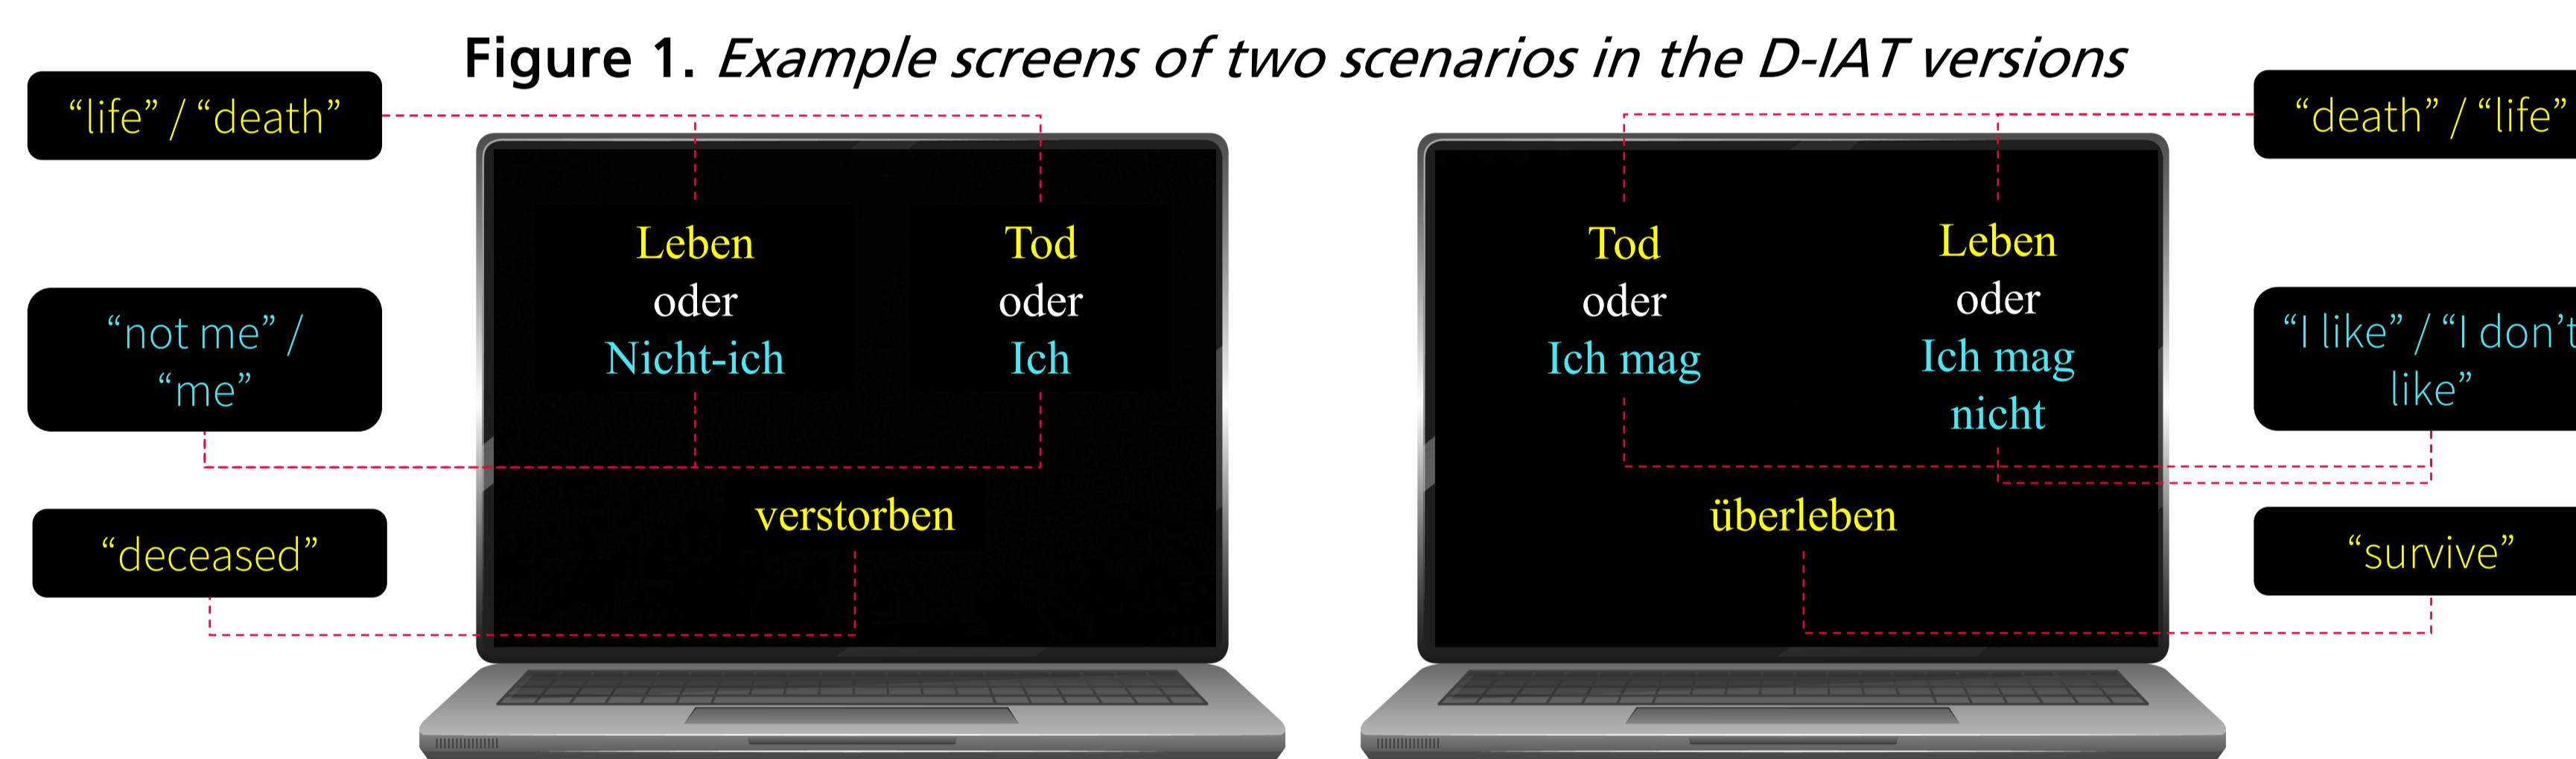 Figure 1. Example screens of two scenarios in the D-IAT versions
“life” / “death”
“not me” /
“me”
“deceased”
Leben
oder
Nicht-ich
Tod
oder
Ich
verstorben
Tod
oder
Ich mag
Leben
oder
Ich mag
nicht
überleben
“death” / “life”
“I like” / “I don’t
like”
“survive”